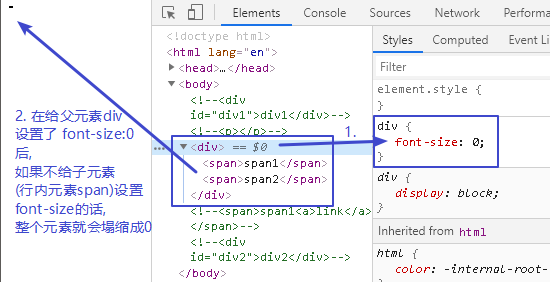 Elements
Console
Sources
Network
Performa
<!doctype html>
<html lang="en">
<head>…</head>
<body>
<!--<div
id="div1">div1</div>-->
<!--<p></p>-->
<div> == $0
<span>span1</span>
<span>span2</span>
</div>
<!--<span>span1<a>link</a>
</span>-->
<!--<div
id="div2">div2</div>-->
</body>
1.
2. 在给父元素div
设置了 font-size:0
后,
如果不给子元素
(行内元素span)设置
font-size的话,
整个元素就会塌缩成0
Styles
Computed
Event Li
Filter
element.style {
}
div {
font-size: 0;
}
div {
display: block;
}
Inherited from html
html {
color: -internal-root-